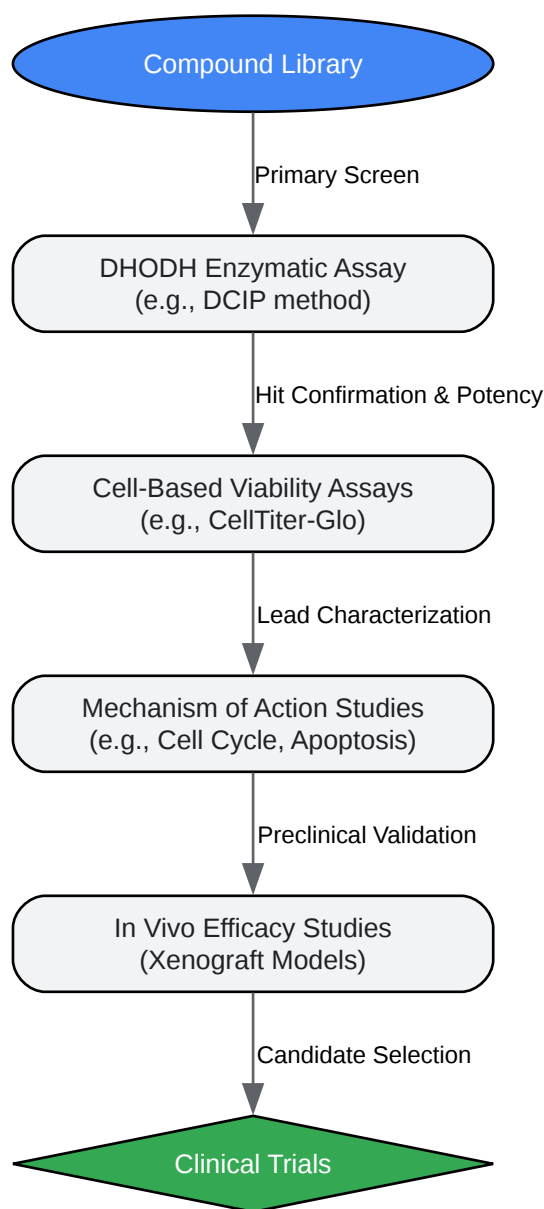 Compound Library
Primary Screen
DHODH Enzymatic Assay
(e.g., DCIP method)
Hit Confirmation & Potency
Cell-Based Viability Assays
(e.g., CellTiter-Glo)
Lead Characterization
Mechanism of Action Studies
(e.g., Cell Cycle, Apoptosis)
Preclinical Validation
In Vivo Efficacy Studies
(Xenograft Models)
Candidate Selection
Clinical Trials